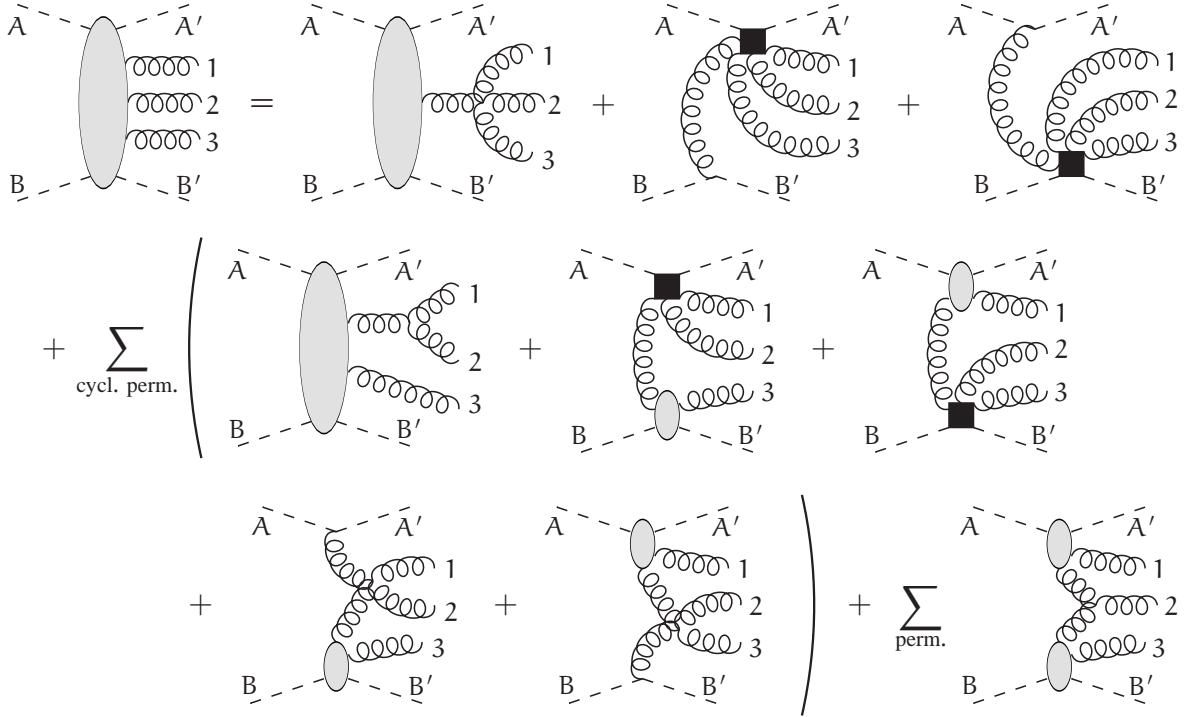 A A′ A A′ A A′ A A′
1 1 1 1
2 = 2 + 2 + 2
3 3 3 3
B B′ B B′ B B′ B B′
A A′ A A′ A A′
1 1 1
+ ∑ ( 2 + 2 + 2
cycl. perm.
3 3 3
B B′ B B′ B B′
A A′ A A′ A A′
1 1 1
+ 2 + 2 ) + ∑ 2
perm.
3 3 3
B B′ B B′ B B′